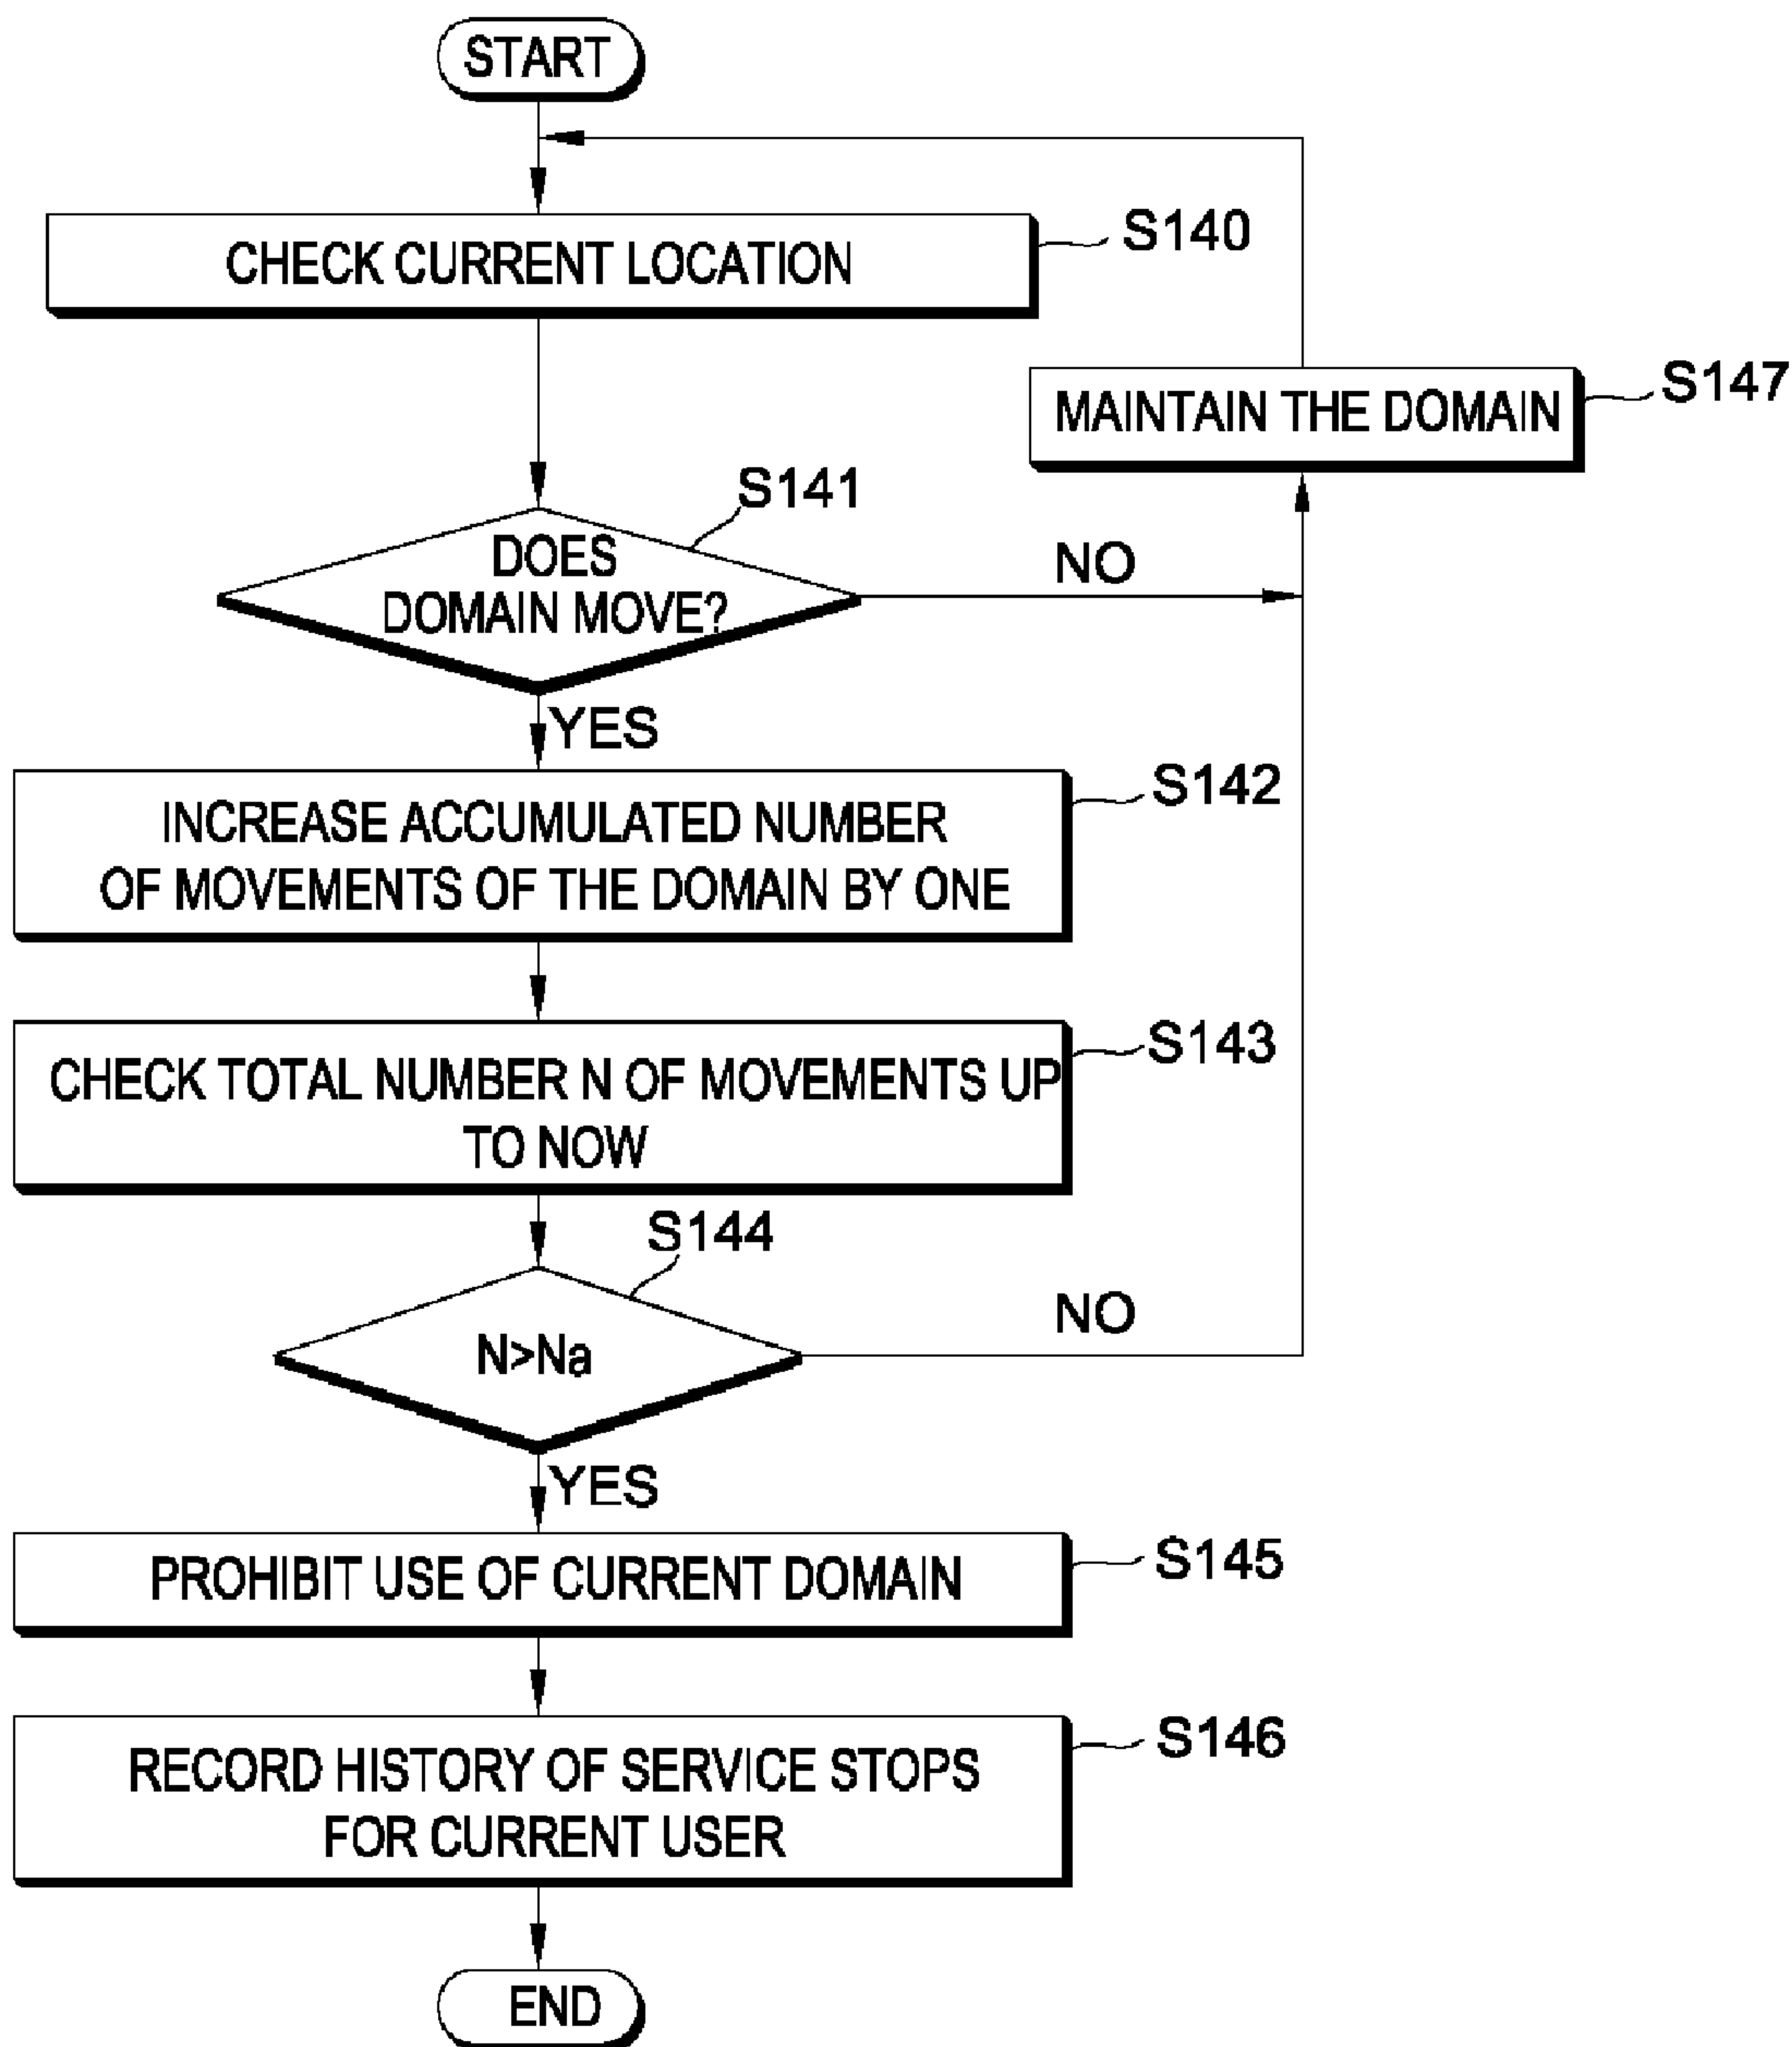 START
CHECK CURRENT LOCATION
S140
MAINTAIN THE DOMAIN
S147
S141
DOES
DOMAIN MOVE?
NO
YES
INCREASE ACCUMULATED NUMBER
OF MOVEMENTS OF THE DOMAIN BY ONE
S142
CHECK TOTAL NUMBER N OF MOVEMENTS UP
TO NOW
S143
S144
N>Na
NO
YES
PROHIBIT USE OF CURRENT DOMAIN
S145
RECORD HISTORY OF SERVICE STOPS
FOR CURRENT USER
S146
END